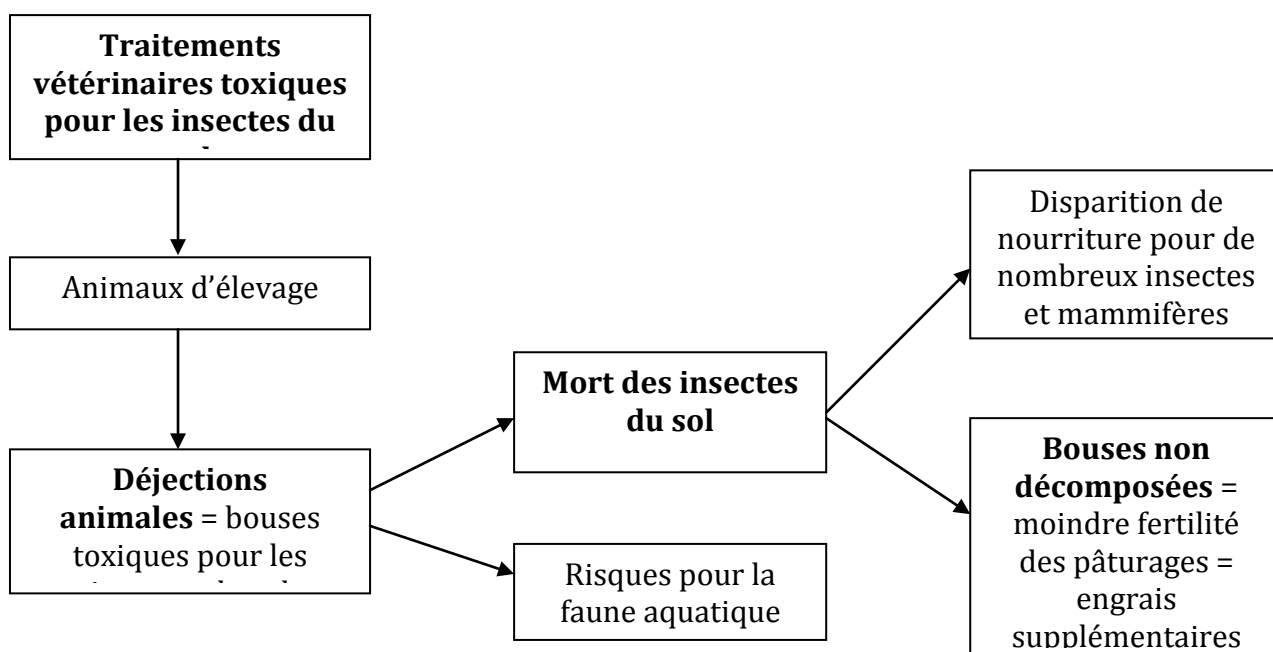 Traitements
vétérinaires toxiques
pour les insectes du
Animaux d'élevage
Déjections
animales = bouses
toxiques pour les
Mort des insectes
du sol
Risques pour la
faune aquatique
Disparition de
nourriture pour de
nombreux insectes
et mammifères
Bouses non
décomposées =
moindre fertilité
des pâturages =
engrais
supplémentaires